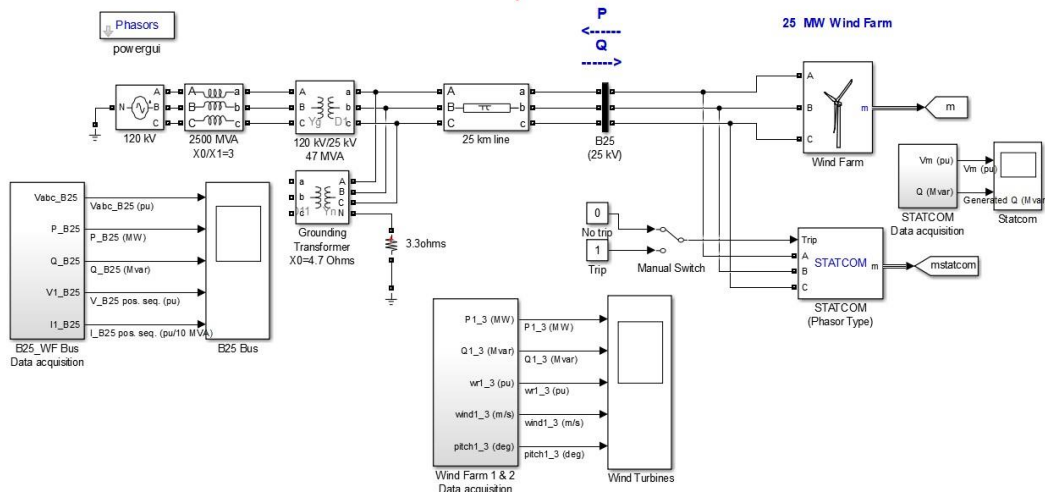 Phasors
powergui
P
<------
Q
------>
25 MW Wind Farm
N
A
B
C
120 kV
A
B
C
a
b
c
2500 MVA
X0/X1=3
A
B
C
a
b
c
Yg
D1
120 kV/25 kV
47 MVA
A
B
C
a
b
c
25 km line
A
B
C
a
b
c
B25
(25 kV)
A
B
C
m
Wind Farm
m
a
b
c
A
B
C
N
D11
Yn
Grounding
Transformer
X0=4.7 Ohms
3.3ohms
0
No trip
1
Trip
Manual Switch
Trip
A
B
C
STATCOM
m
STATCOM
(Phasor Type)
mstatcom
Vm (pu)
Q (Mvar)
STATCOM
Data acquisition
Vm (pu)
Generated Q (Mvar
Statcom
Vabc_B25
P_B25
Q_B25
V1_B25
I1_B25
Vabc_B25 (pu)
P_B25 (MW)
Q_B25 (Mvar)
V_B25 pos. seq. (pu)
I_B25 pos. seq. (pu/10 MVA)
B25_WF Bus
Data acquisition
B25 Bus
P1_3 (MW)
Q1_3 (Mvar)
wr1_3 (pu)
wind1_3 (m/s)
pitch1_3 (deg)
P1_3 (MW)
Q1_3 (Mvar)
wr1_3 (pu)
wind1_3 (m/s)
pitch1_3 (deg)
Wind Farm 1 & 2
Data acquisition
Wind Turbines